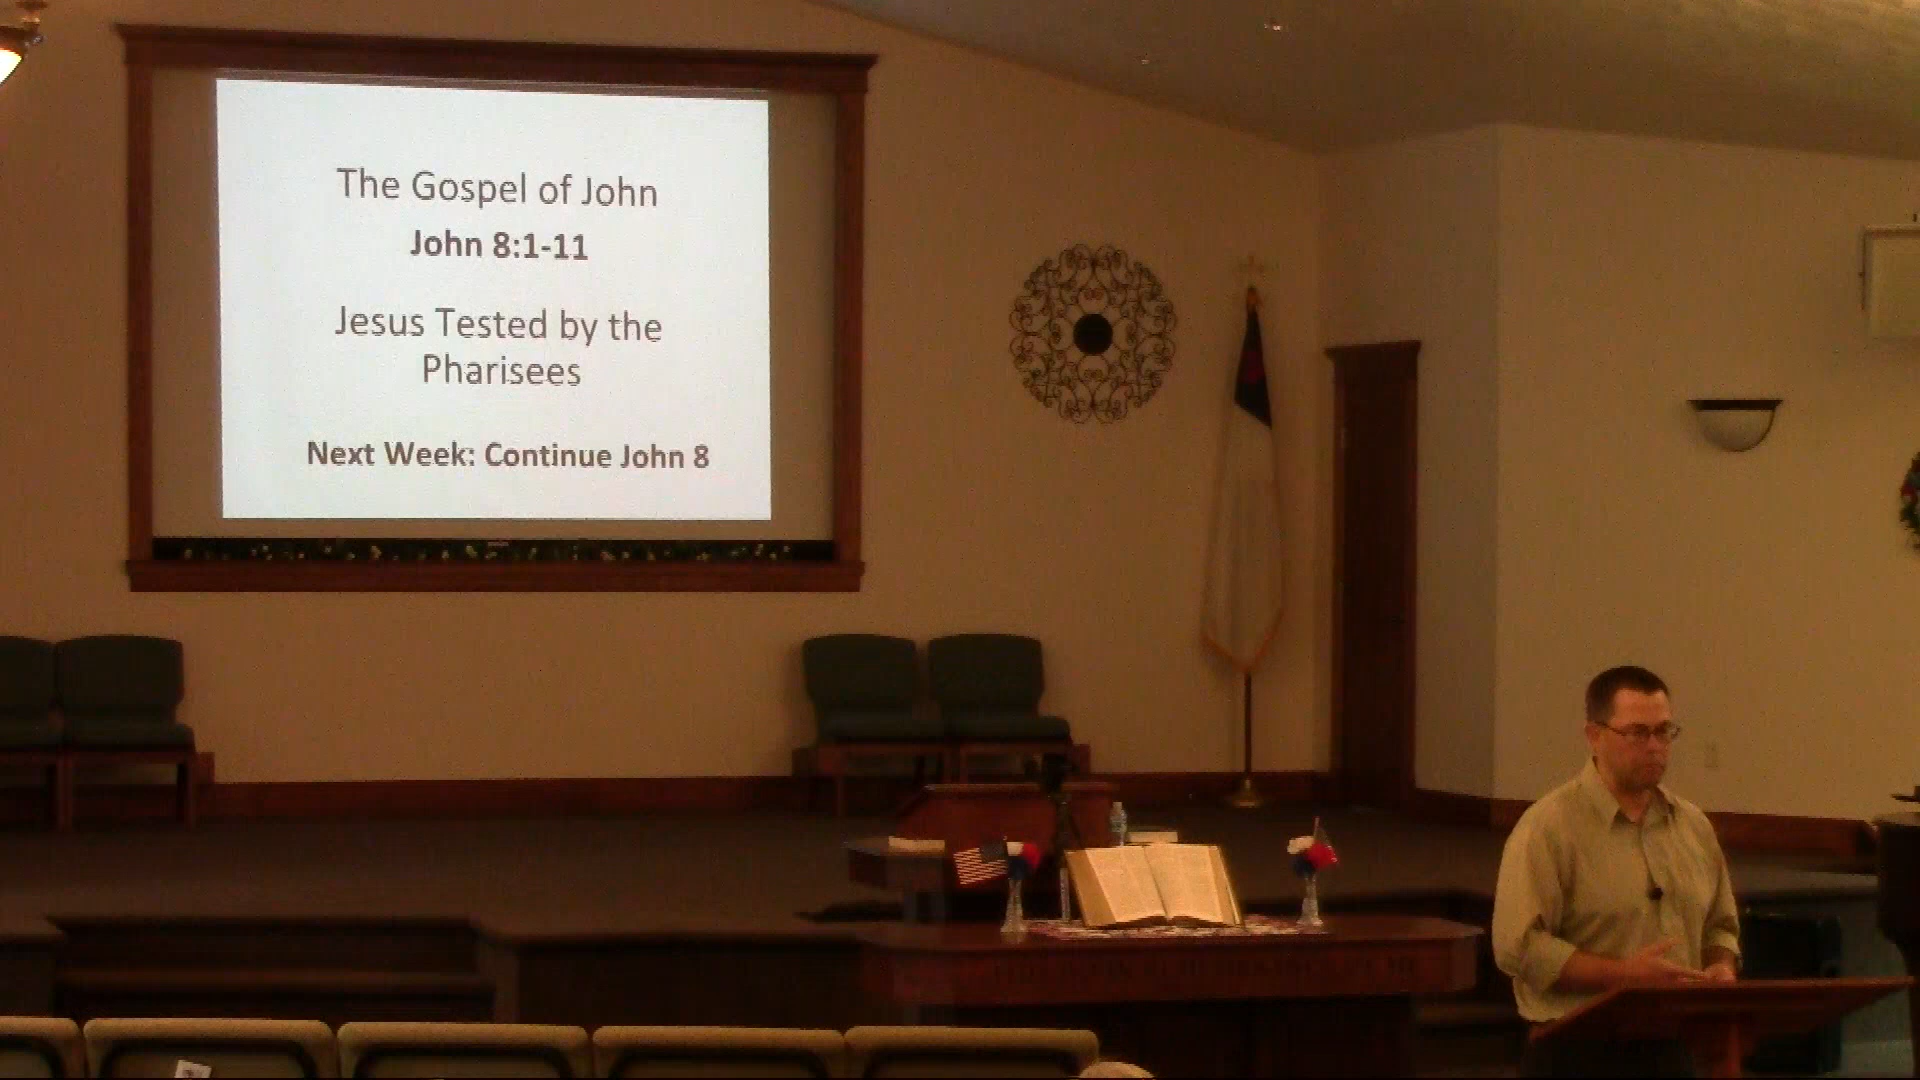 The Gospel of John
John 8:1-11
Jesus Tested by the
Pharisees
Next Week: Continue John 8